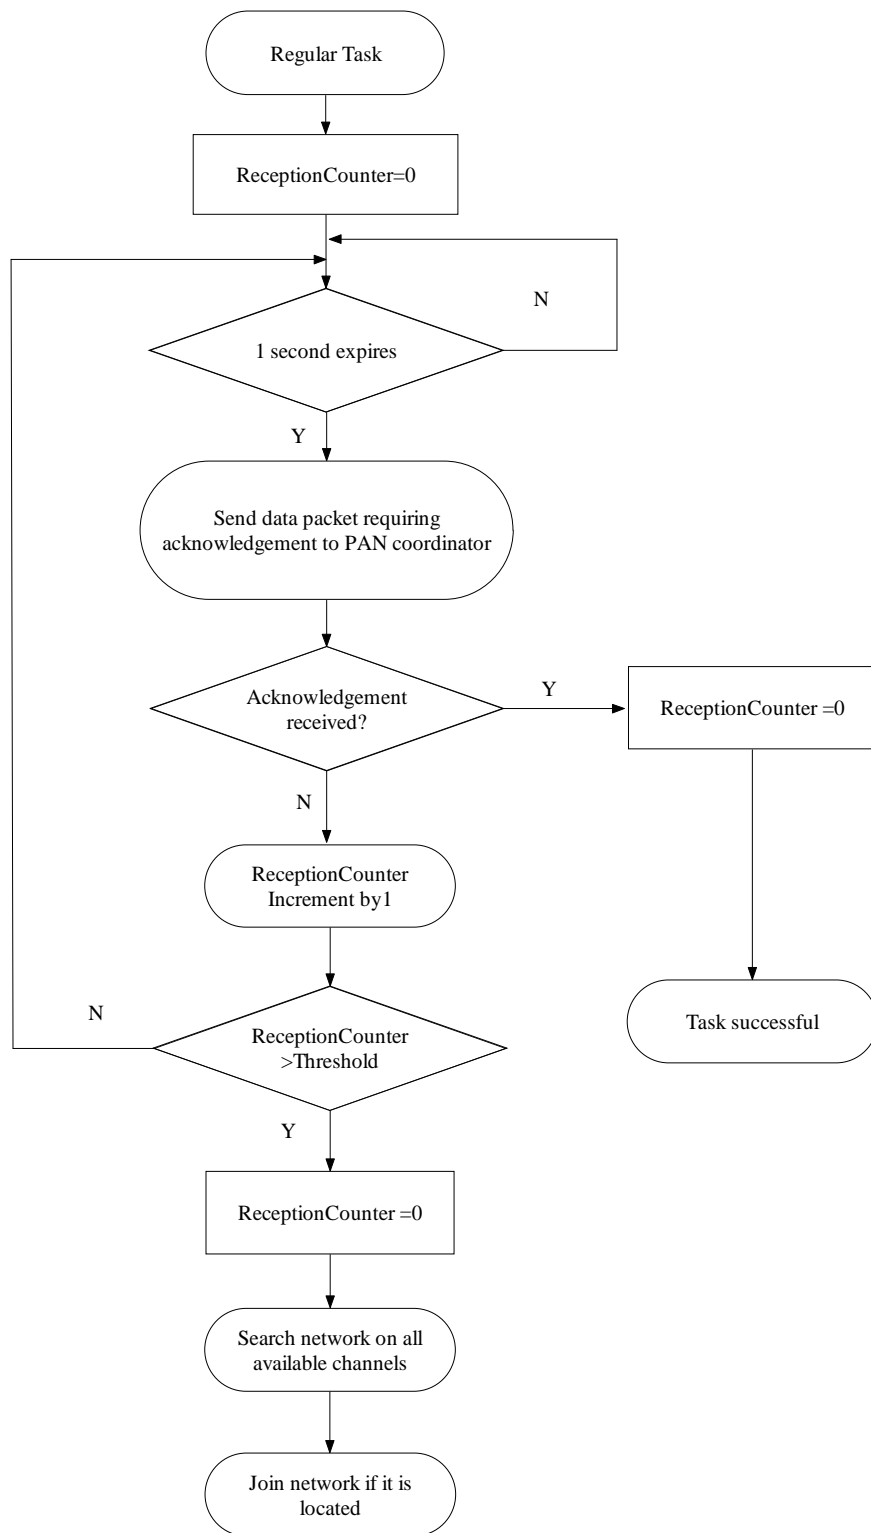 Regular Task
ReceptionCounter=0
N
1 second expires
Y
Send data packet requiring
acknowledgement to PAN coordinator
Acknowledgement
received?
Y
ReceptionCounter =0
N
ReceptionCounter
Increment by1
Task successful
N
ReceptionCounter
>Threshold
Y
ReceptionCounter =0
Search network on all
available channels
Join network if it is
located